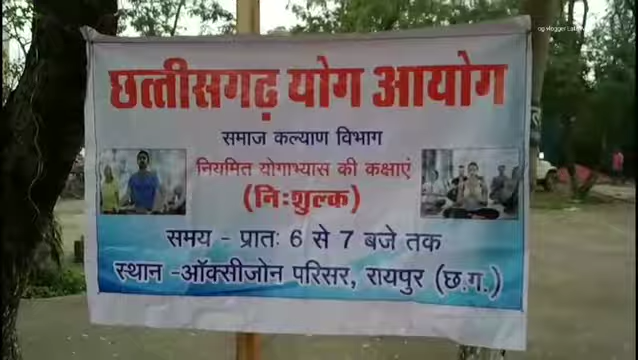 छत्तीसगढ़ योग आयोग
समाज कल्याण विभाग
नियमित योगाभ्यास की कक्षाएं
(निःशुल्क)
समय - प्रातः 6 से 7 बजे तक
स्थान -ऑक्सीजोन परिसर, रायपुर (छ.ग.)